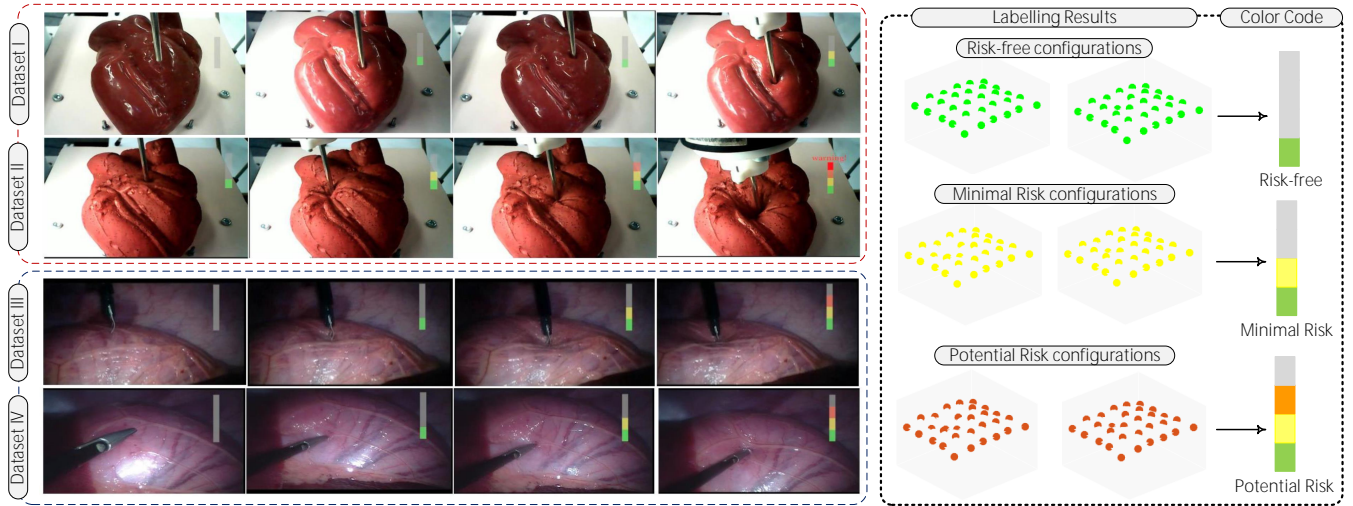 Dataset I
Dataset II
Dataset III
Dataset IV
Labelling Results
Color Code
Risk-free configurations
Risk-free
Minimal Risk configurations
Minimal Risk
Potential Risk configurations
Potential Risk